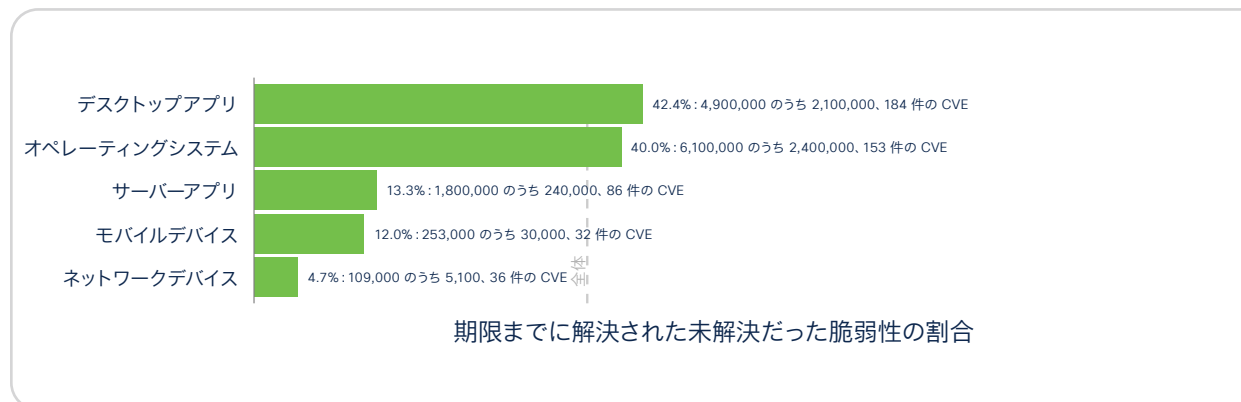 デスクトップアプリ 42.4%：4,900,000 のうち 2,100,000、184 件の CVE
オペレーティングシステム 40.0%：6,100,000 のうち 2,400,000、153 件の CVE
サーバーアプリ 13.3%：1,800,000 のうち 240,000、86 件の CVE
モバイルデバイス 12.0%：253,000 のうち 30,000、32 件の CVE
ネットワークデバイス 4.7%：109,000 のうち 5,100、36 件の CVE
全体
期限までに解決された未解決だった脆弱性の割合